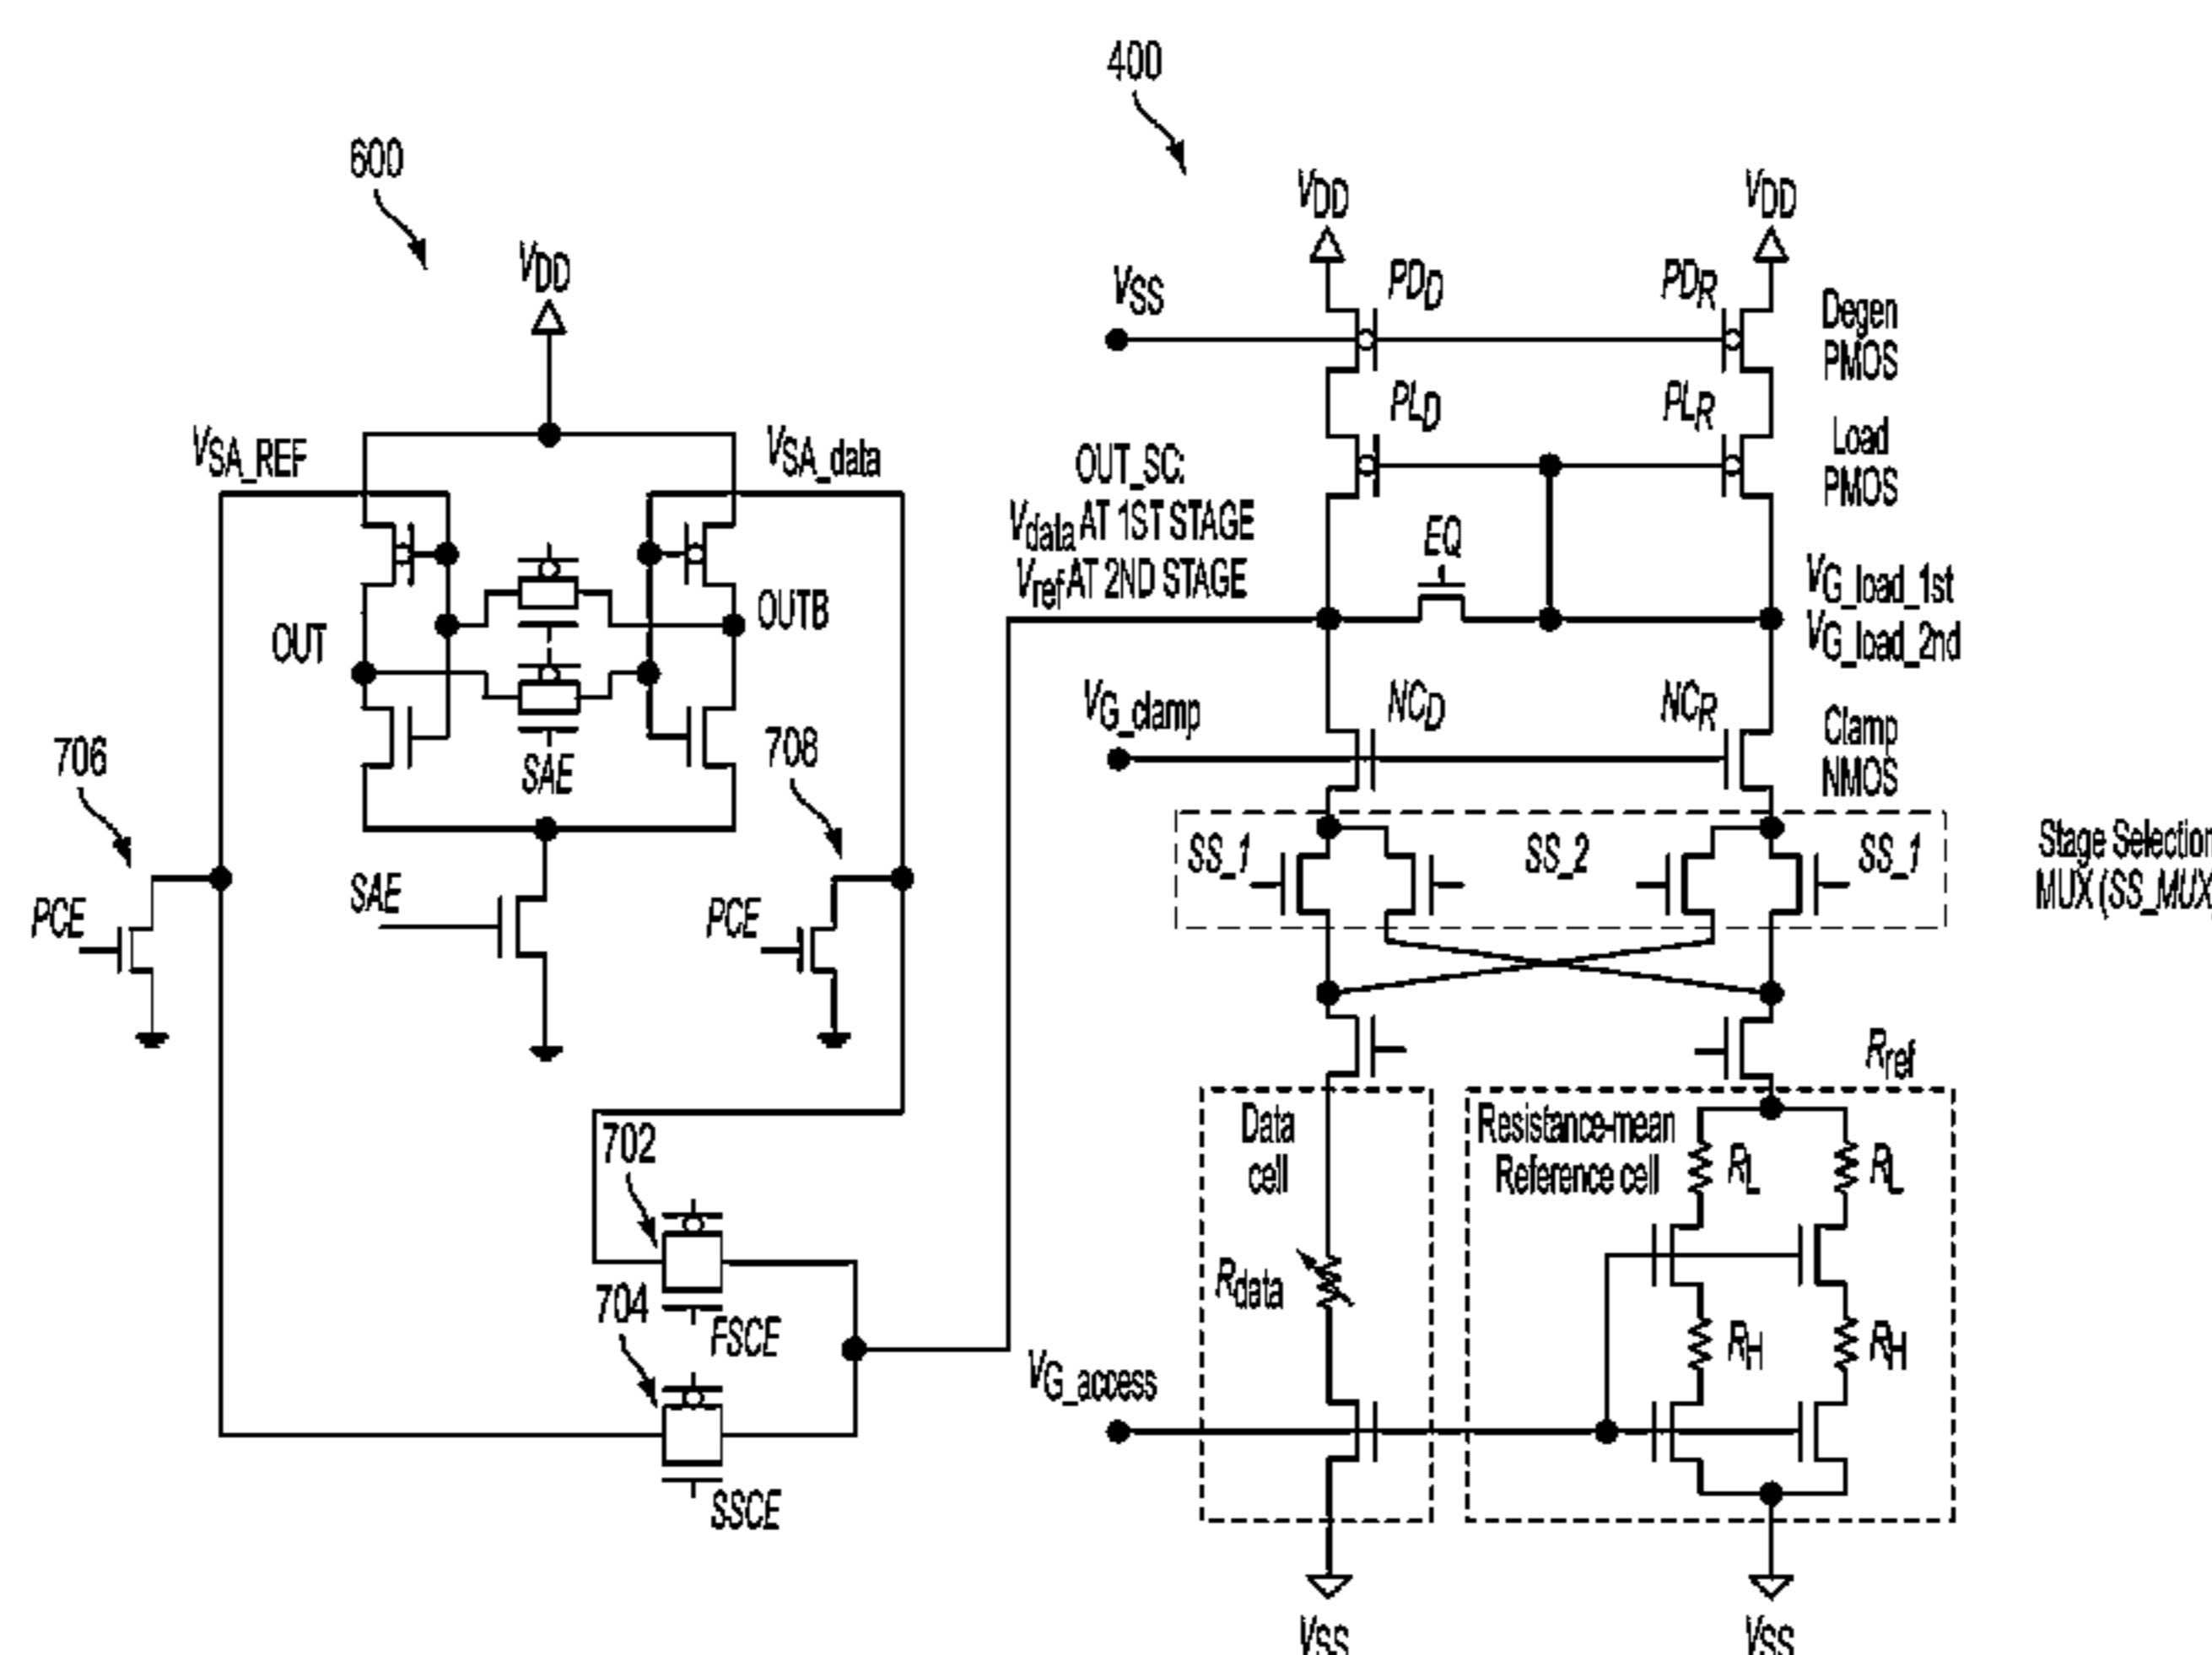 400
600
VDD
VDD
VDD
VSS
PDD
PDR
Degen
PMOS
PLD
PLR
Load
PMOS
VSA_REF
VSA_data
OUT_SC:
Vdata AT 1ST STAGE
Vref AT 2ND STAGE
EQ
VG_load_1st
VG_load_2nd
OUT
OUTB
SAE
VG_clamp
NCD
NCR
Clamp
NMOS
706
708
SS_1
SS_2
SS_1
Stage Selection
MUX (SS_MUX
PCE
SAE
PCE
Rref
702
Data
cell
Resistance-mean
Reference cell
RL
RL
Rdata
704
FSCE
RH
RH
VG_access
SSCE
VSS
VSS